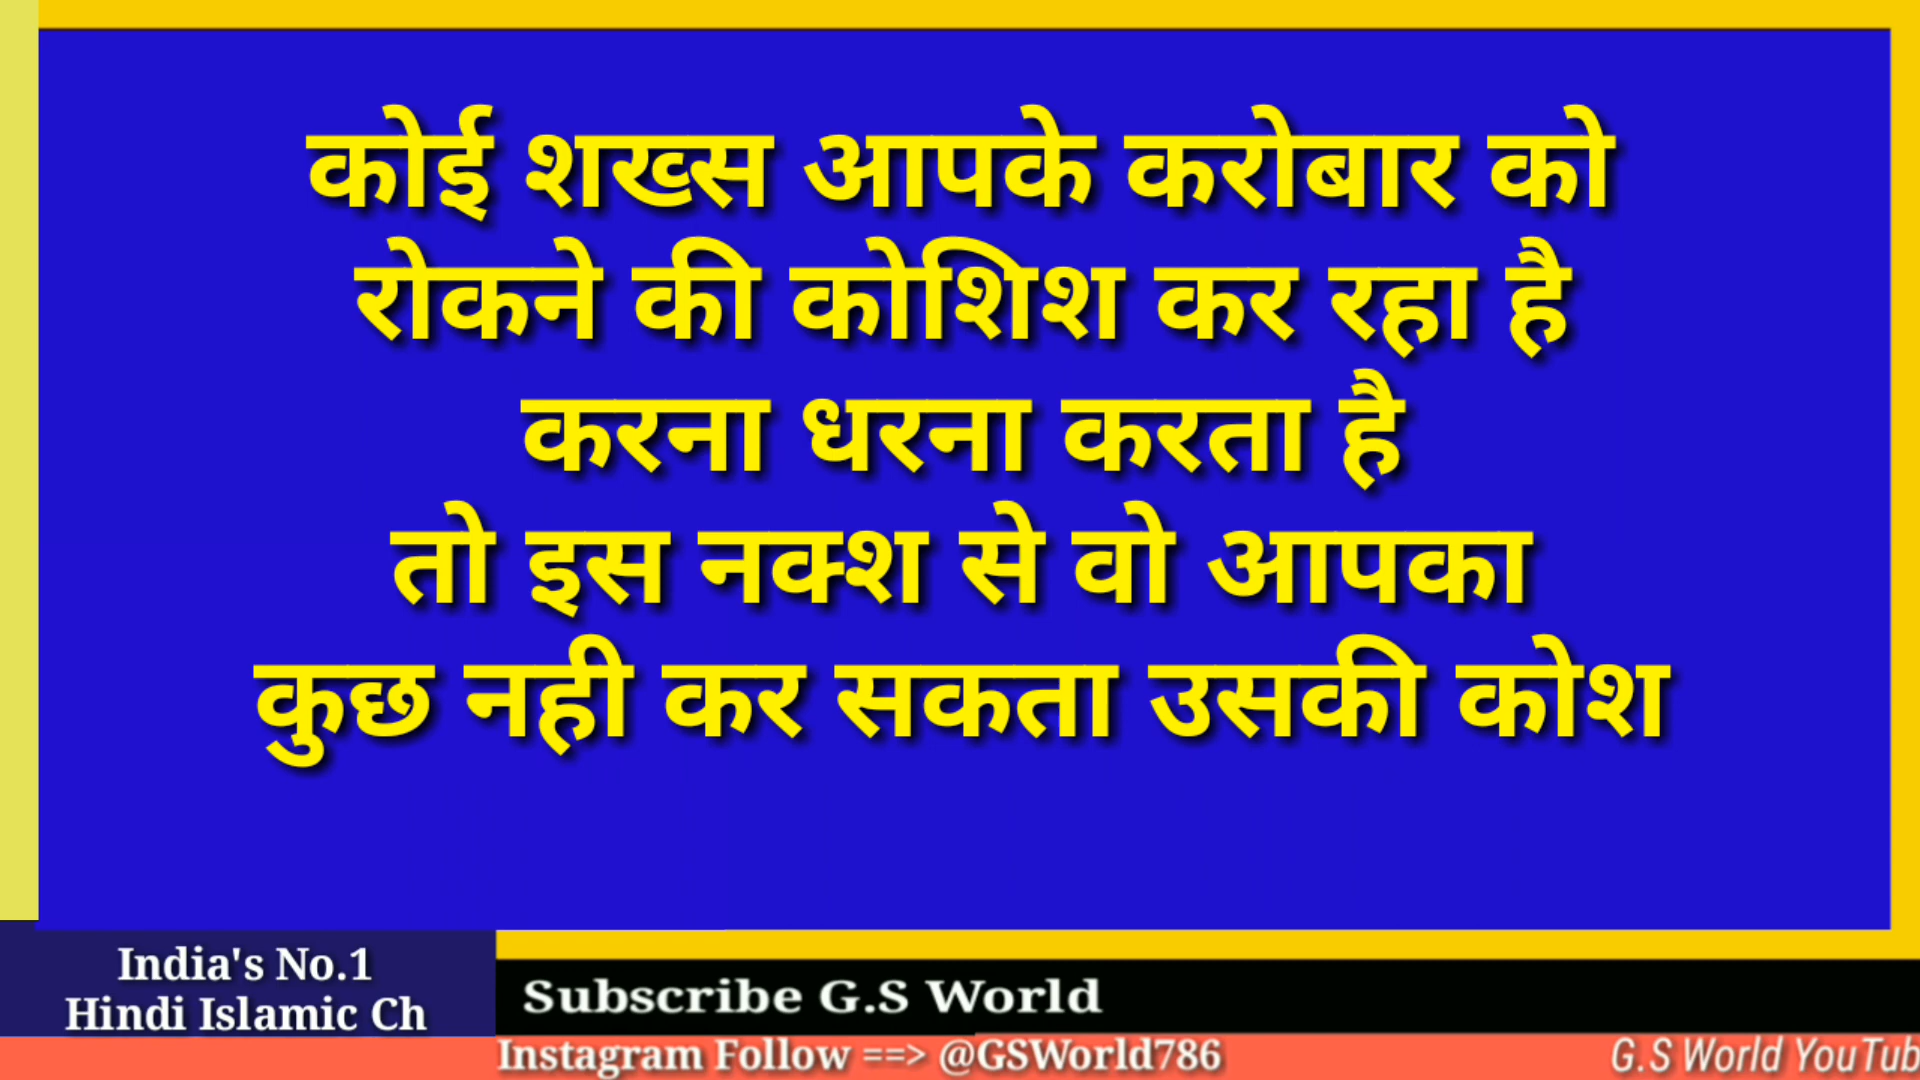 कोई शख्स आपके करोबार को
रोकने की कोशिश कर रहा है
करना धरना करता है
तो इस नक्श से वो आपका
कुछ नही कर सकता उसकी कोश
India's No.1
Hindi Islamic Ch
Subscribe G.S World
Instagram Follow ==> @GSWorld786
G.S World YouTub